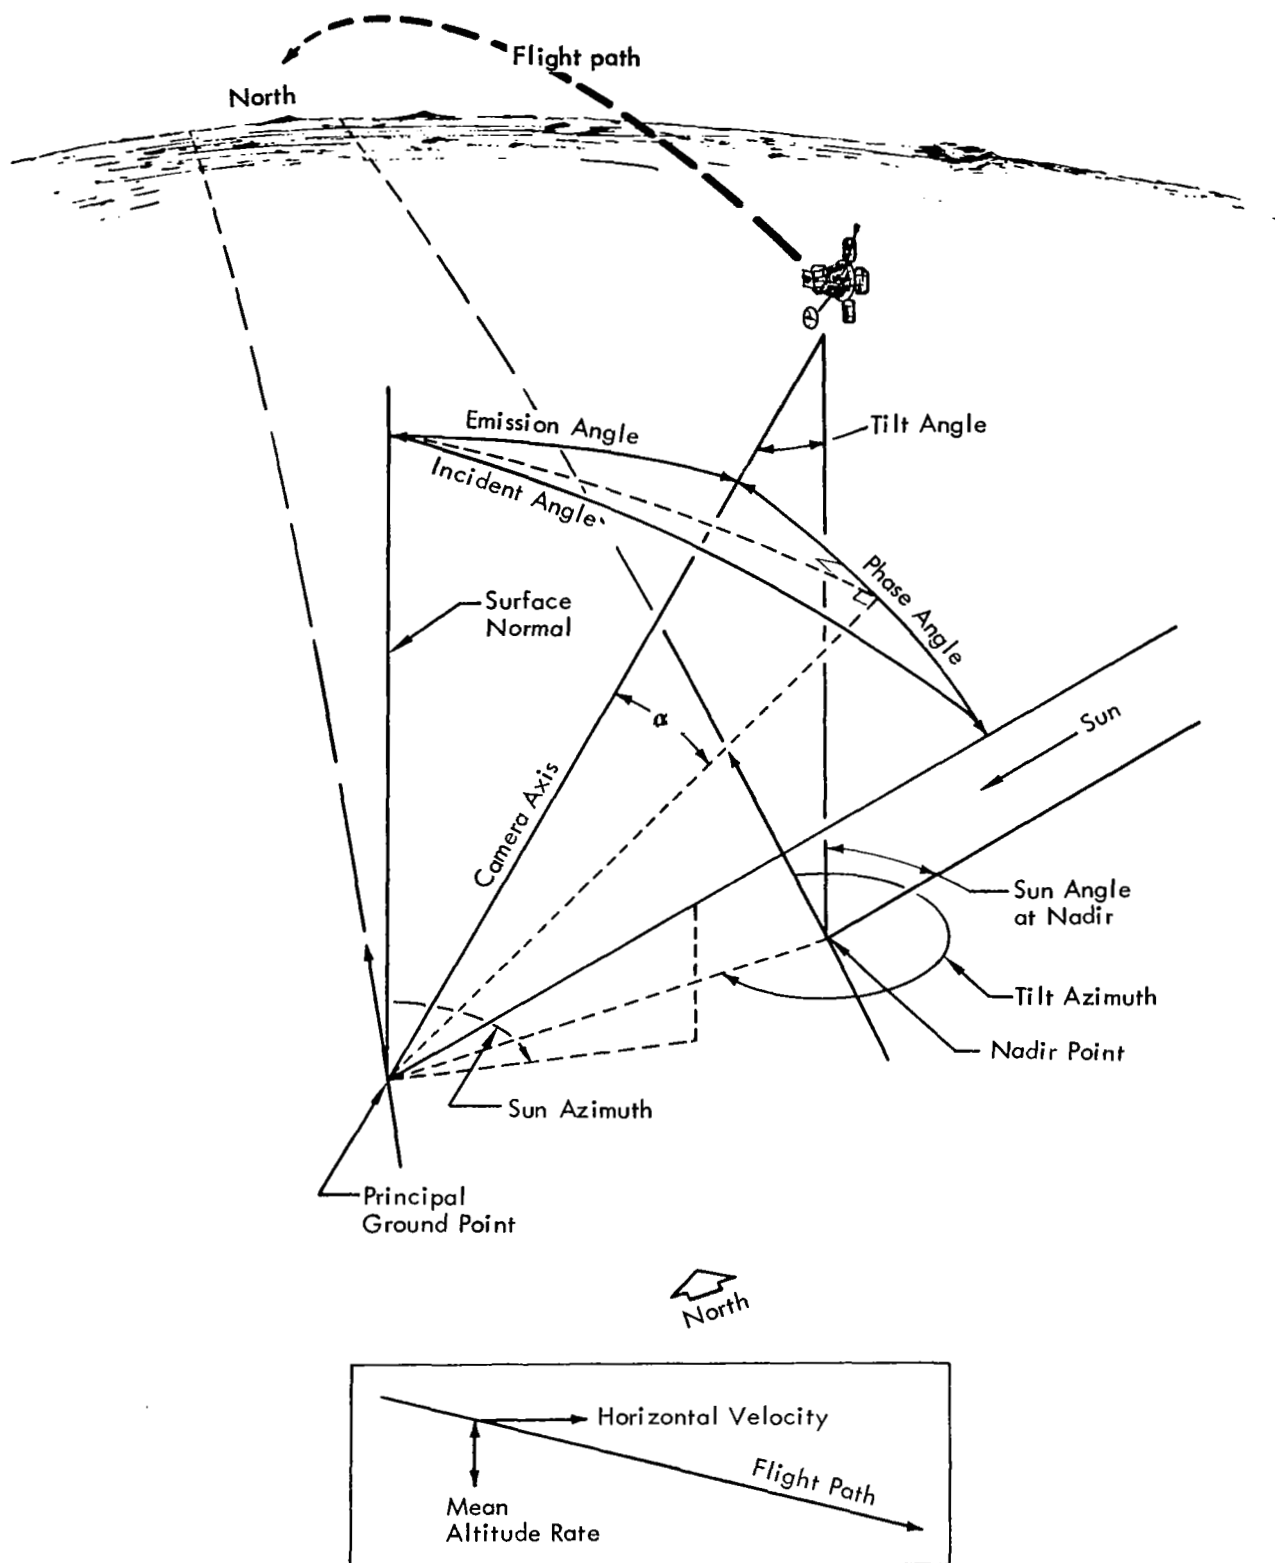 Flight path
North
Emission Angle
Tilt Angle
Incident Angle
Phase Angle
Surface
Normal
α
Sun
Camera Axis
Sun Angle
at Nadir
Tilt Azimuth
Nadir Point
Sun Azimuth
Principal
Ground Point
North
Horizontal Velocity
Flight Path
Mean
Altitude Rate